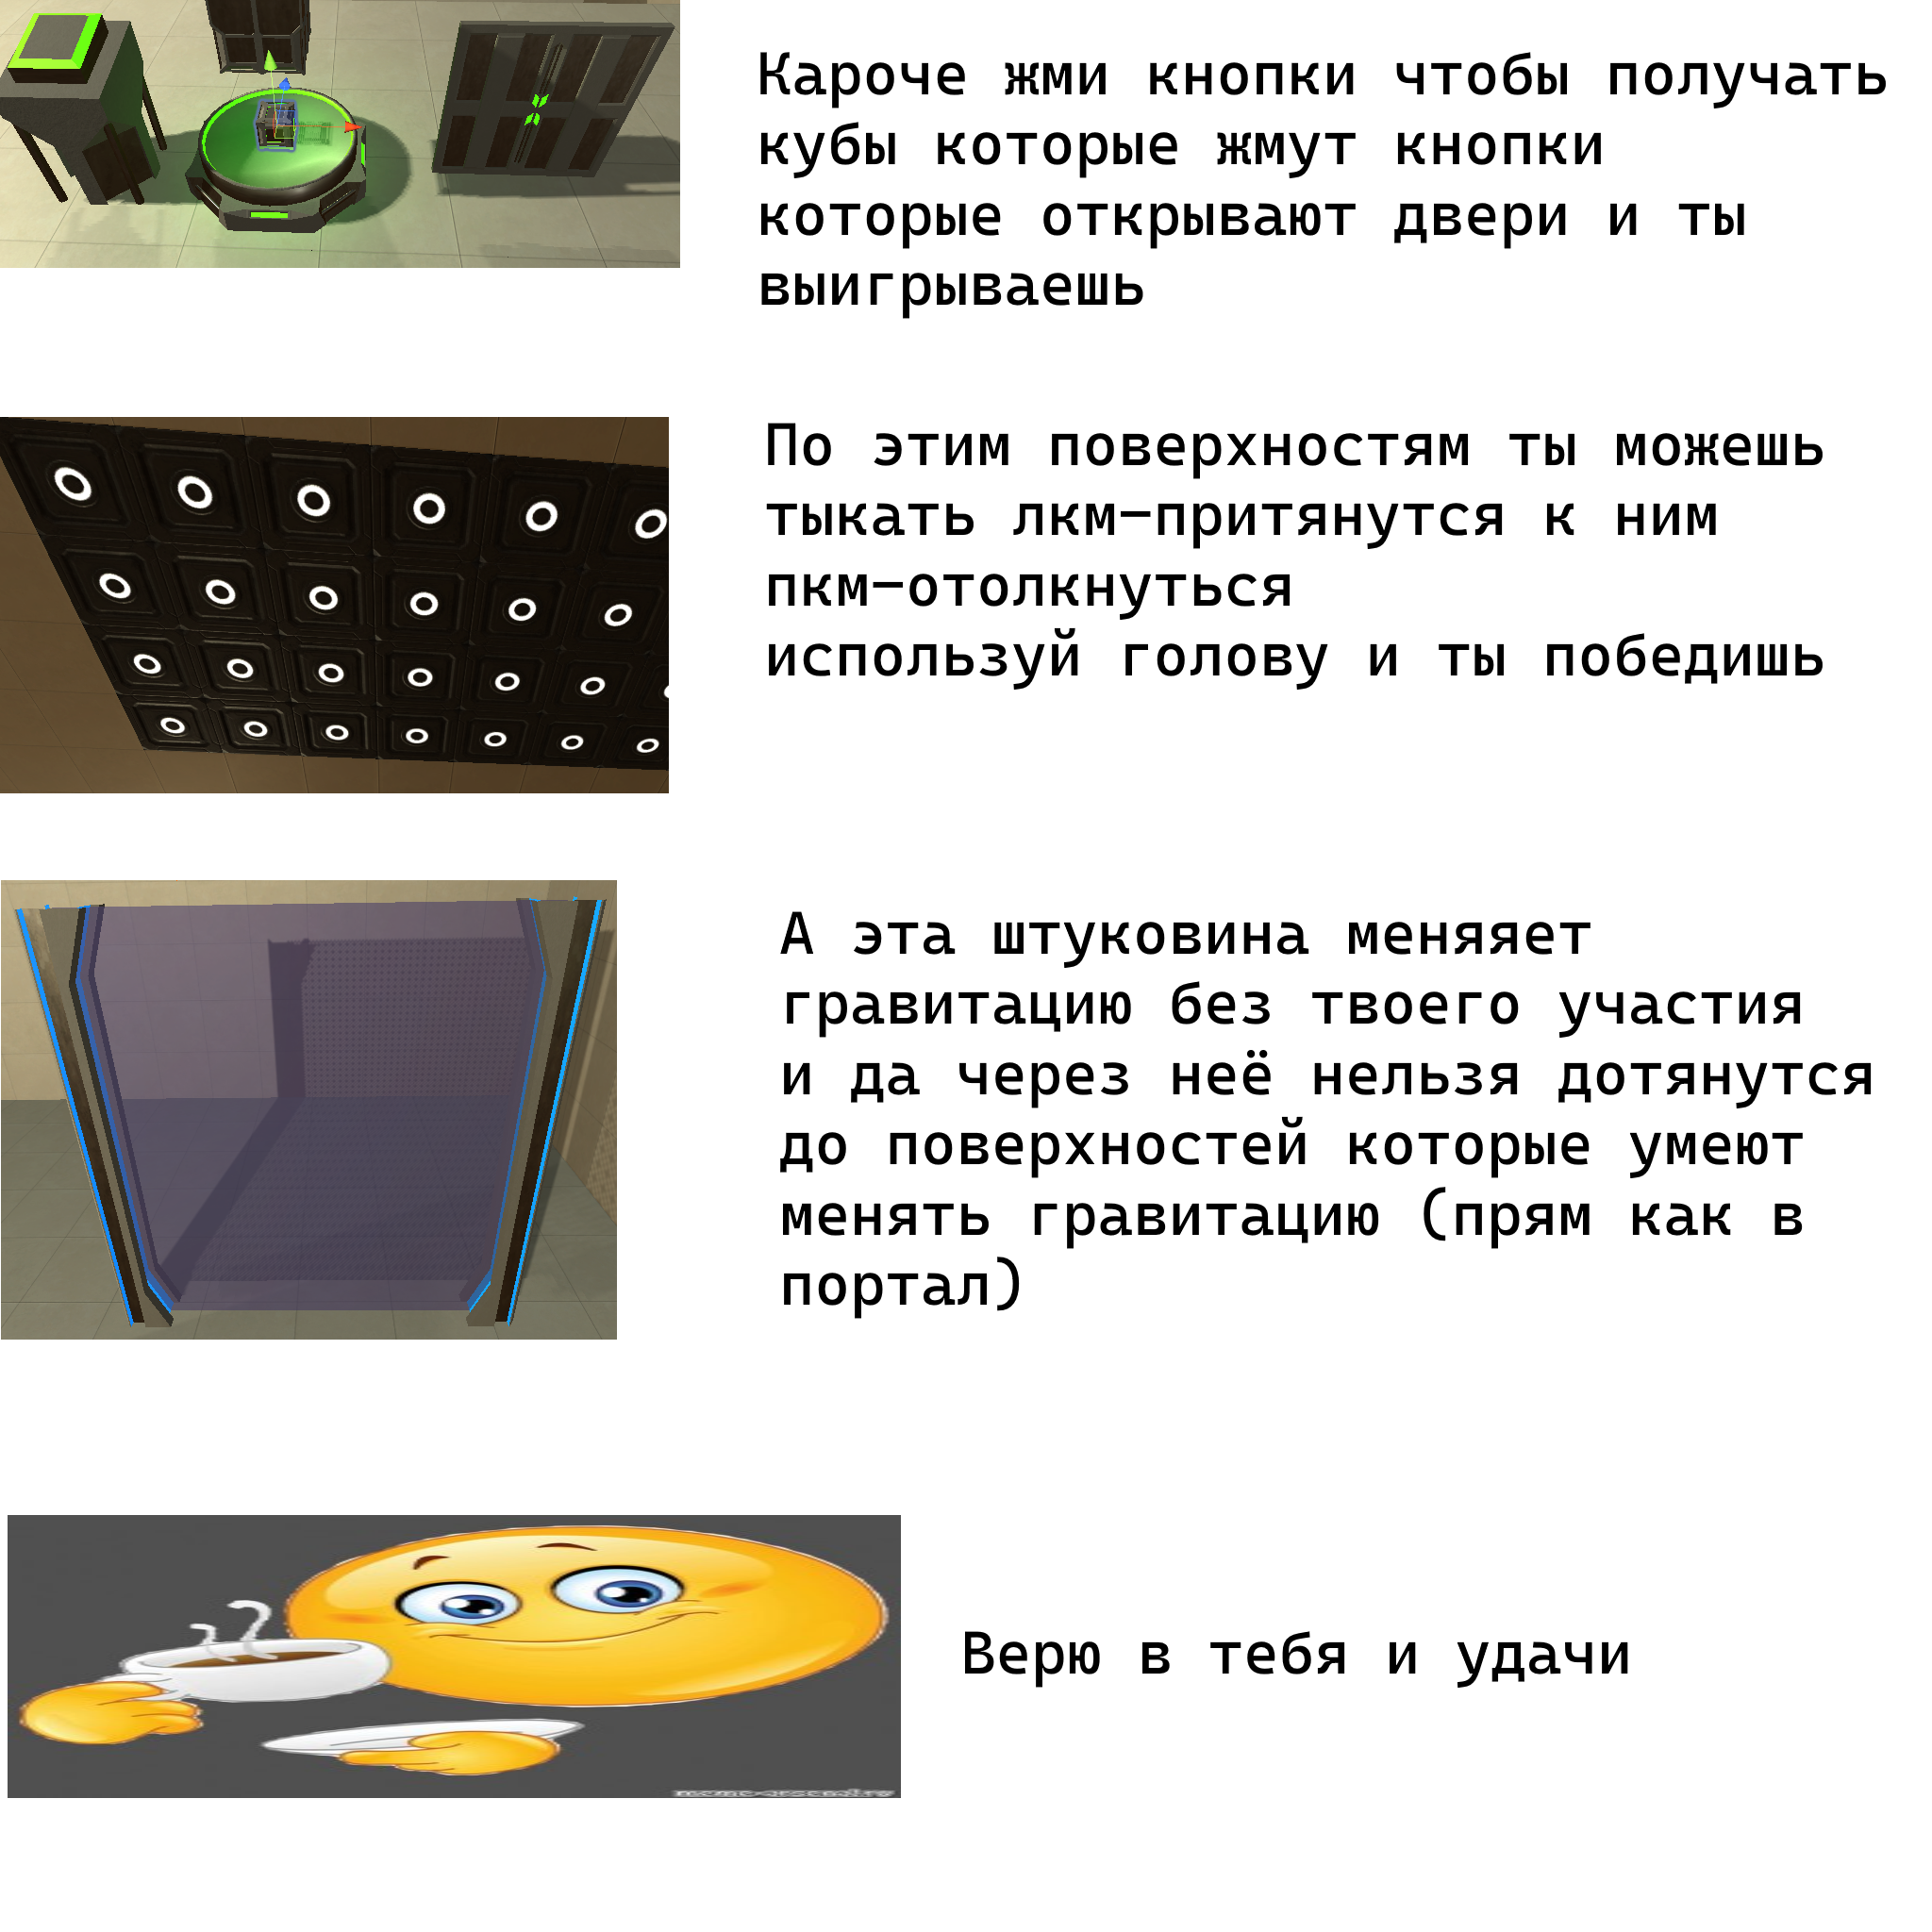 Кароче жми кнопки чтобы получать
кубы которые жмут кнопки
которые открывают двери и ты
выигрываешь
По этим поверхностям ты можешь
тыкать лкм-притянутся к ним
пкм-отолкнуться
используй голову и ты победишь
А эта штуковина меняяет
гравитацию без твоего участия
и да через неё нельзя дотянутся
до поверхностей которые умеют
менять гравитацию (прям как в
портал)
Верю в тебя и удачи